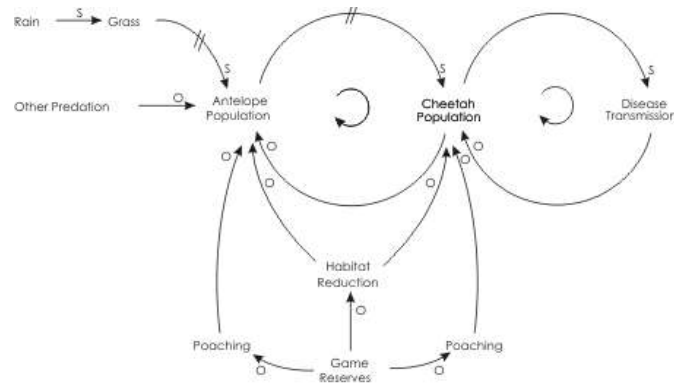 Rain
S
Grass
S
S
S
Other Predation
O
Antelope
Population
Cheetah
Population
Disease
Transmission
O
O
O
O
O
O
O
Habitat
Reduction
O
Poaching
O
Game
Reserves
O
Poaching